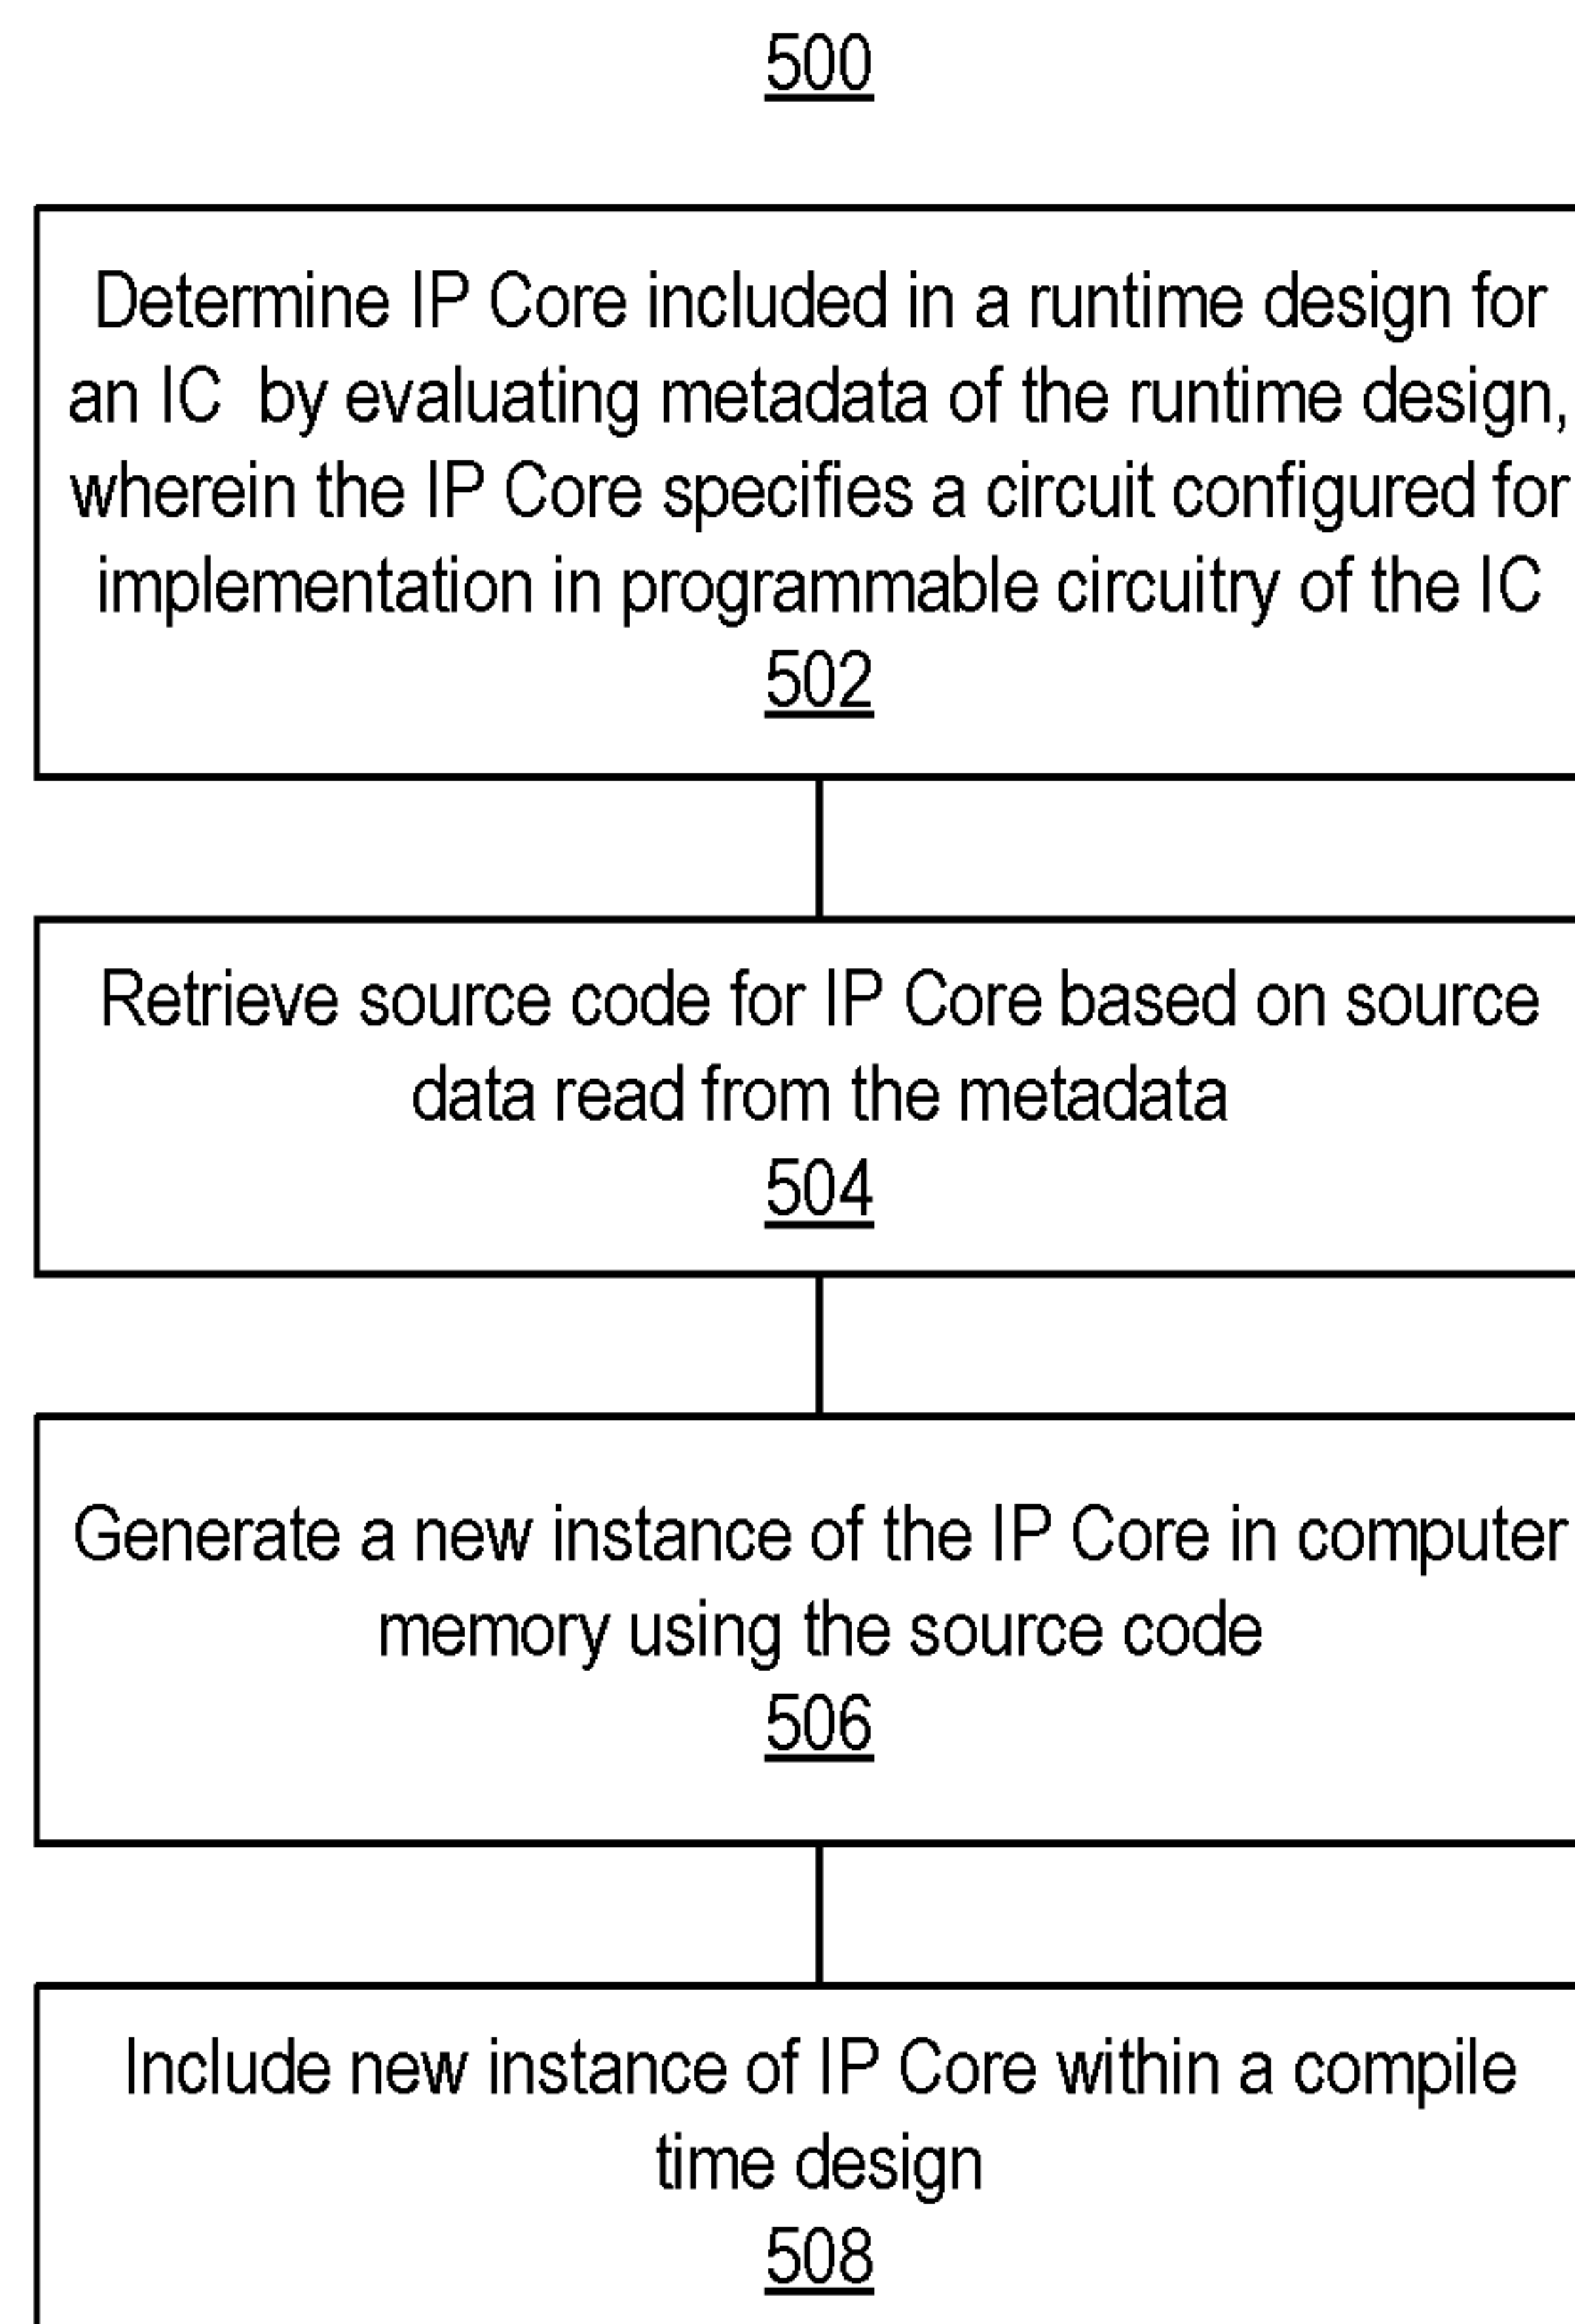 500
Determine IP Core included in a runtime design for
an IC by evaluating metadata of the runtime design,
wherein the IP Core specifies a circuit configured for
implementation in programmable circuitry of the IC
502
Retrieve source code for IP Core based on source
data read from the metadata
504
Generate a new instance of the IP Core in computer
memory using the source code
506
Include new instance of IP Core within a compile
time design
508